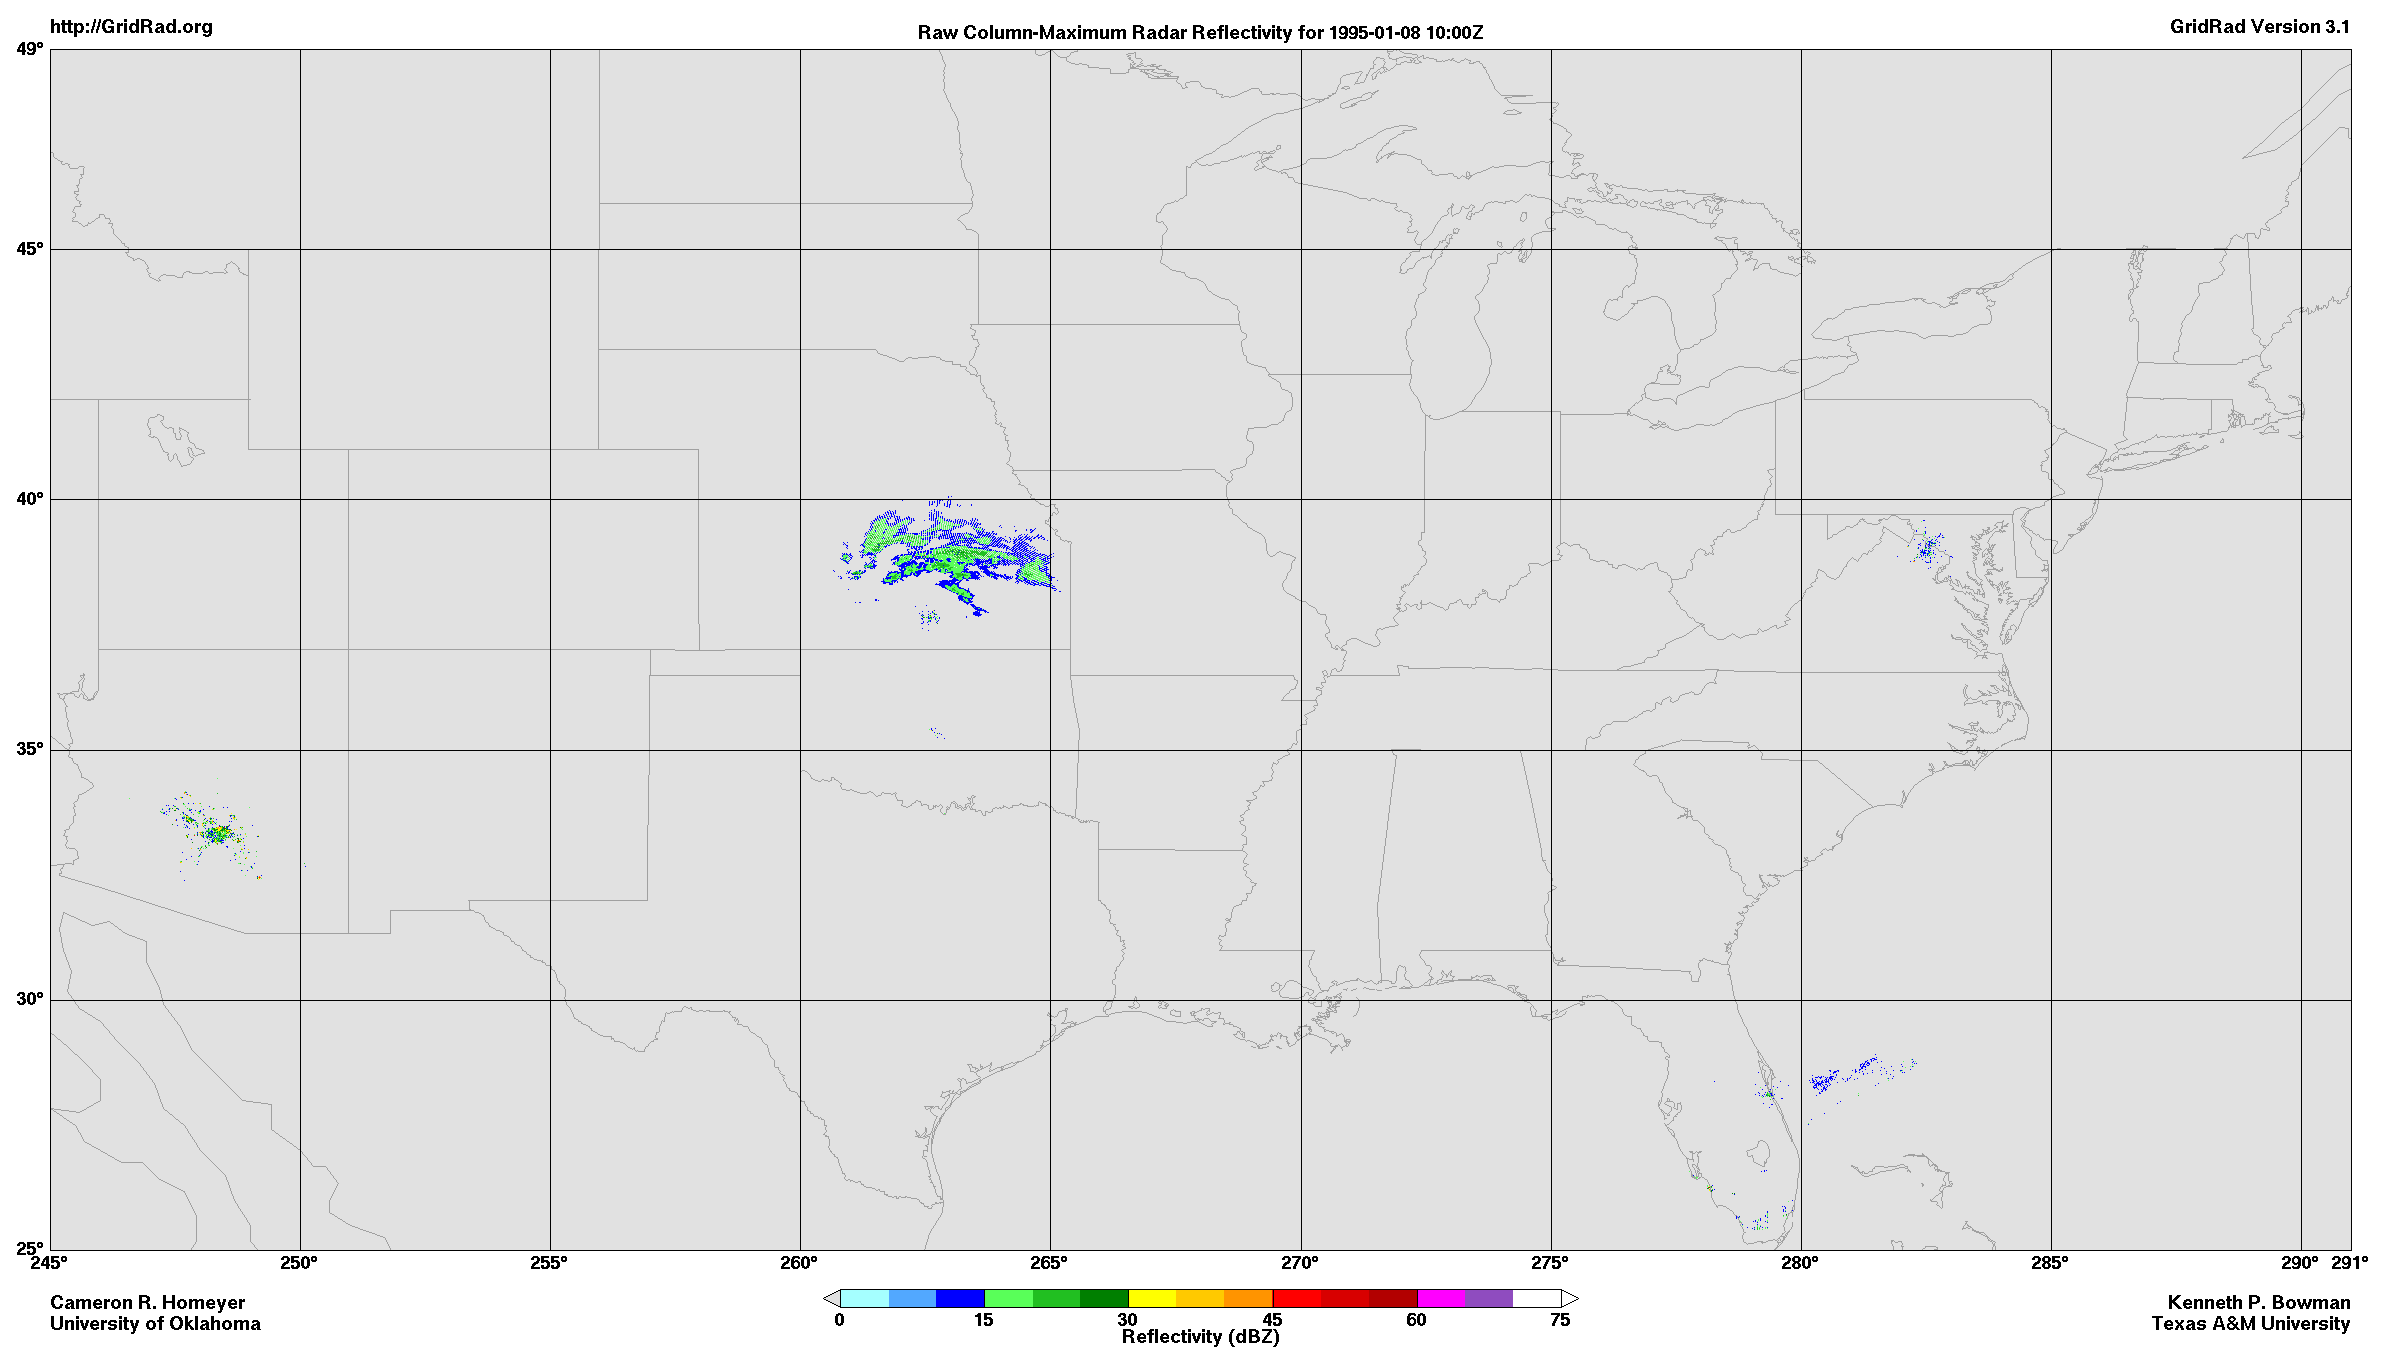 http://GridRad.org
Raw Column-Maximum Radar Reflectivity for 1995-01-08 10:00Z
GridRad Version 3.1
49°
45°
40°
35°
30°
25°
245° 250° 255° 260° 265° 270° 275° 280° 285° 290° 291°
Cameron R. Homeyer
University of Oklahoma
0 15 30 45 60 75
Reflectivity (dBZ)
Kenneth P. Bowman
Texas A&M University